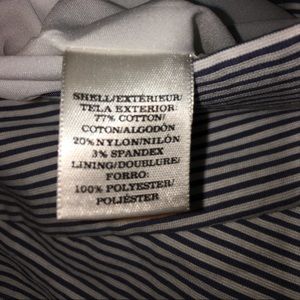 SHELL/EXTÉRIEUR/
TELA EXTERIOR:
77% COTTON/
COTON/ALGODÓN
20% NYLON/NILÓN
3% SPANDEX
LINING/DOUBLURE/
FORRO:
100% POLYESTER/
POLIÉSTER